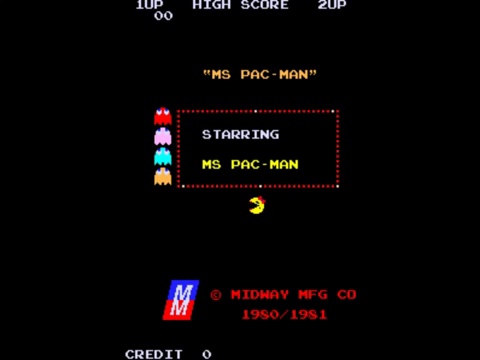 1UP HIGH SCORE 2UP
00
"MS PAC-MAN"
STARRING
MS PAC-MAN
MM
© MIDWAY MFG CO
1980/1981
CREDIT 0